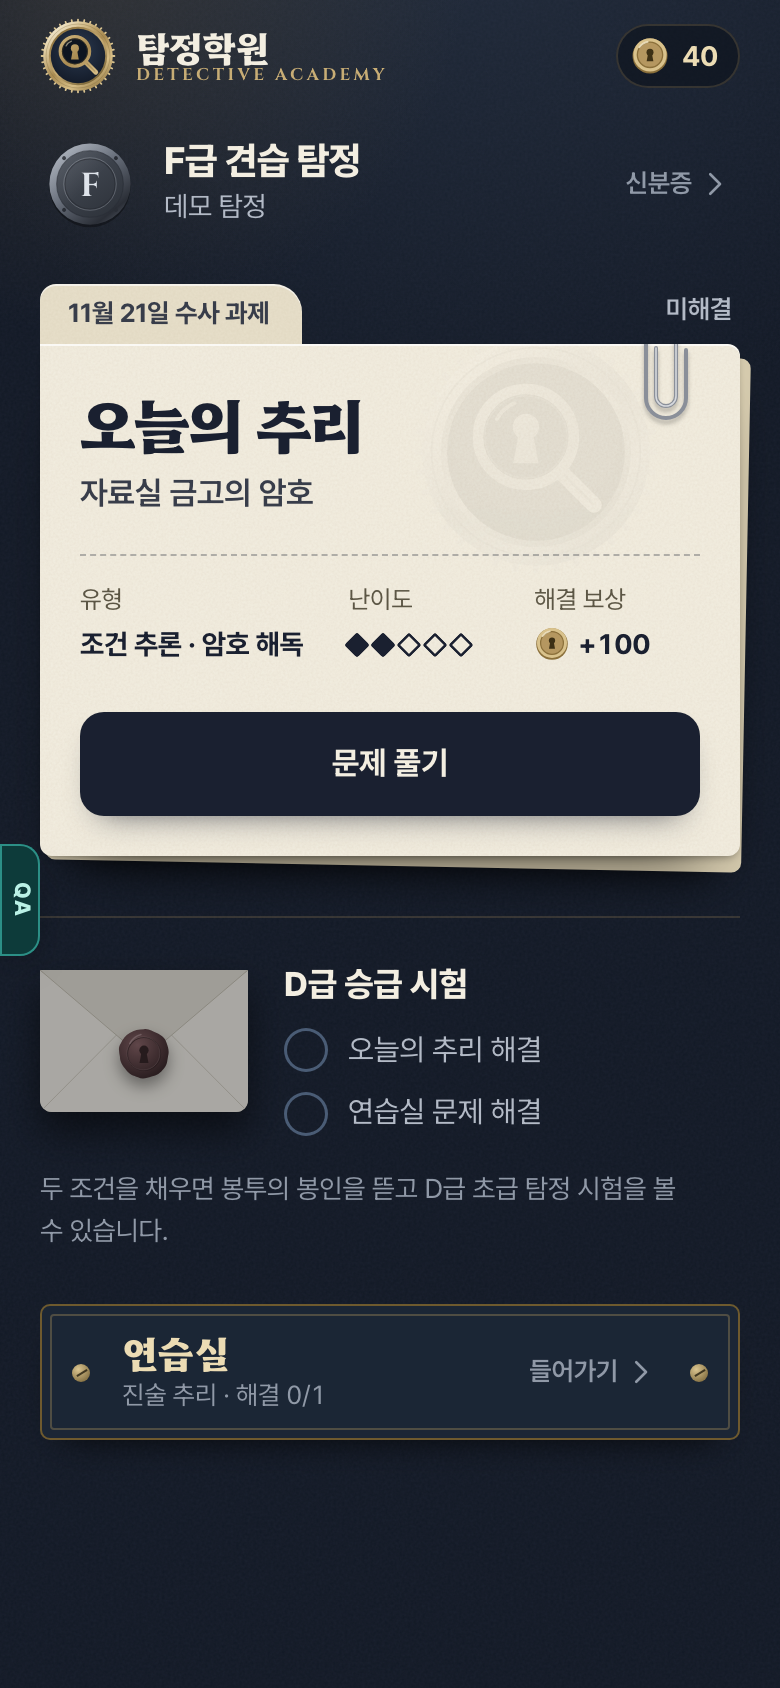 탐정학원
DETECTIVE ACADEMY
40
F
F급 견습 탐정
데모 탐정
신분증
11월 21일 수사 과제
미해결
오늘의 추리
자료실 금고의 암호
유형
난이도
해결 보상
조건 추론 · 암호 해독
+100
문제 풀기
QA
D급 승급 시험
오늘의 추리 해결
연습실 문제 해결
두 조건을 채우면 봉투의 봉인을 뜯고 D급 초급 탐정 시험을 볼
수 있습니다.
연습실
진술 추리 · 해결 0/1
들어가기